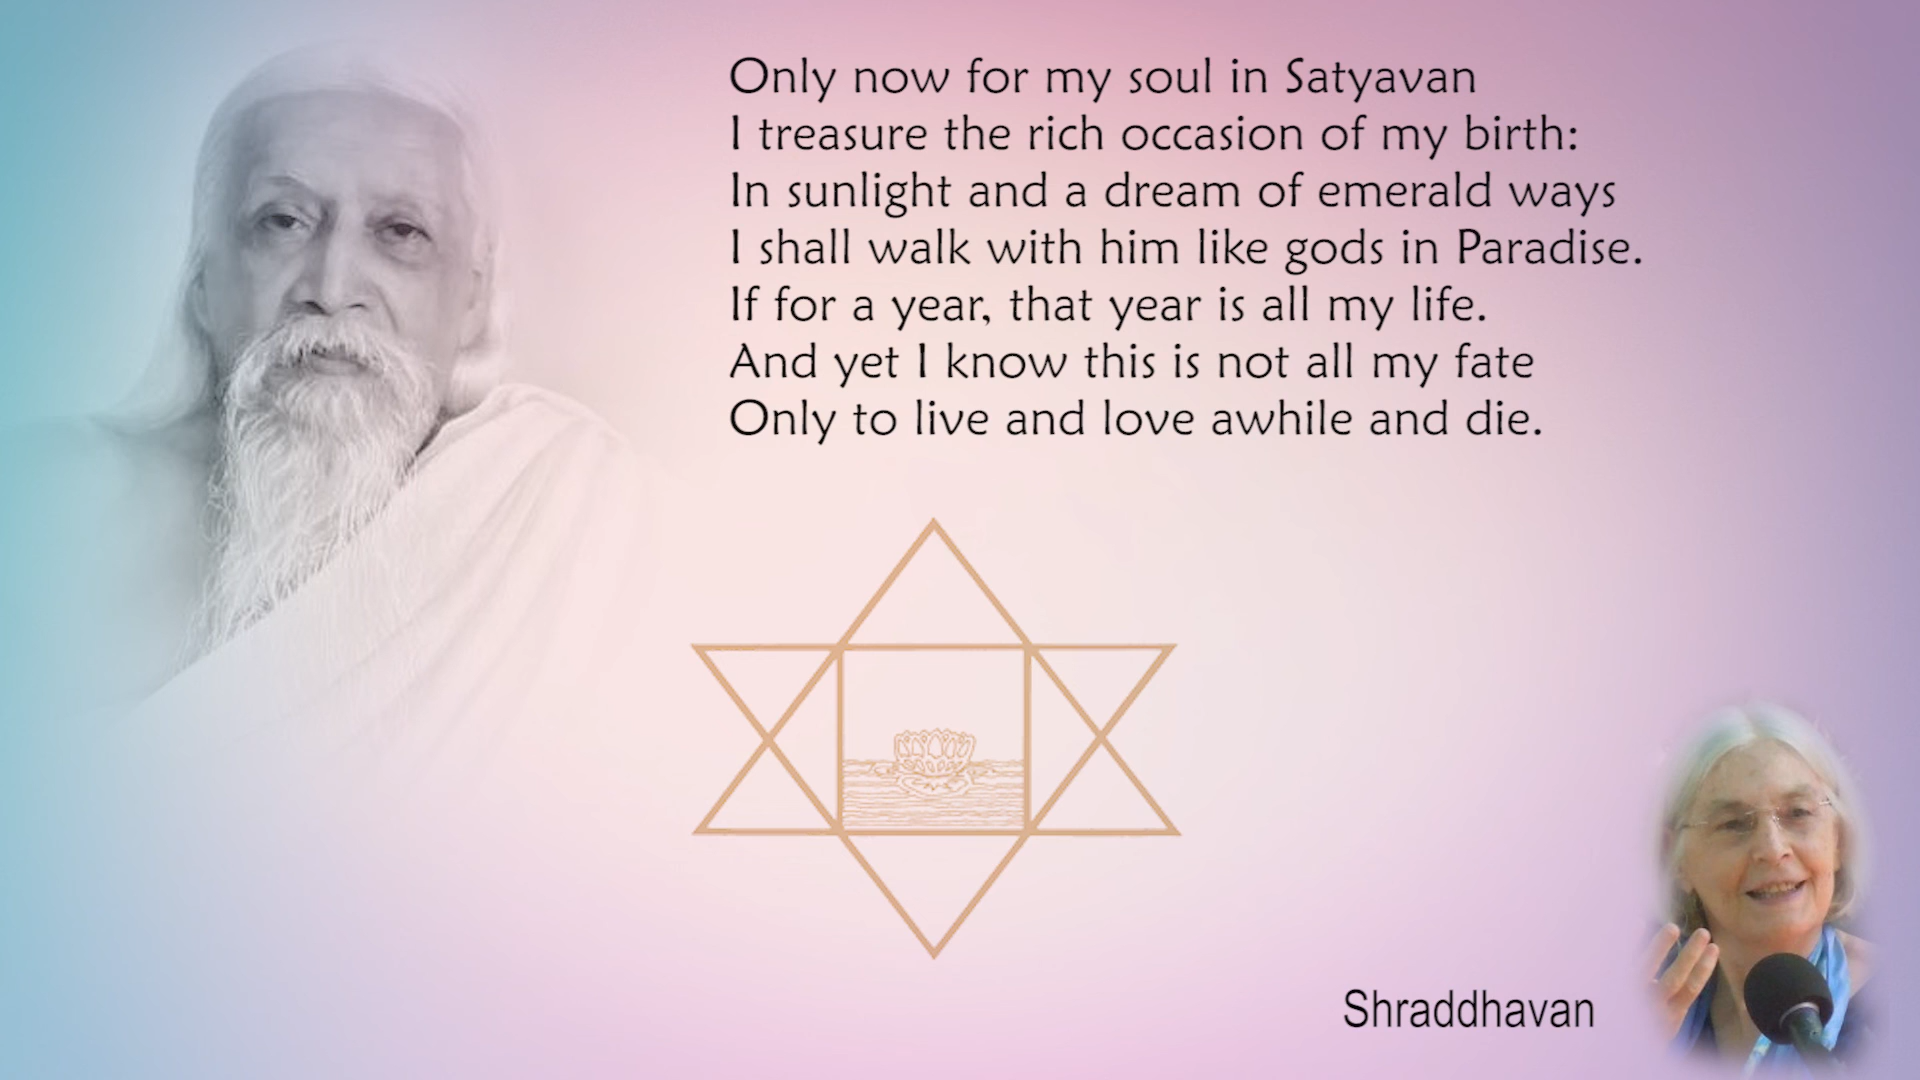 Only now for my soul in Satyavan
I treasure the rich occasion of my birth:
In sunlight and a dream of emerald ways
I shall walk with him like gods in Paradise.
If for a year, that year is all my life.
And yet I know this is not all my fate
Only to live and love awhile and die.
Shraddhavan